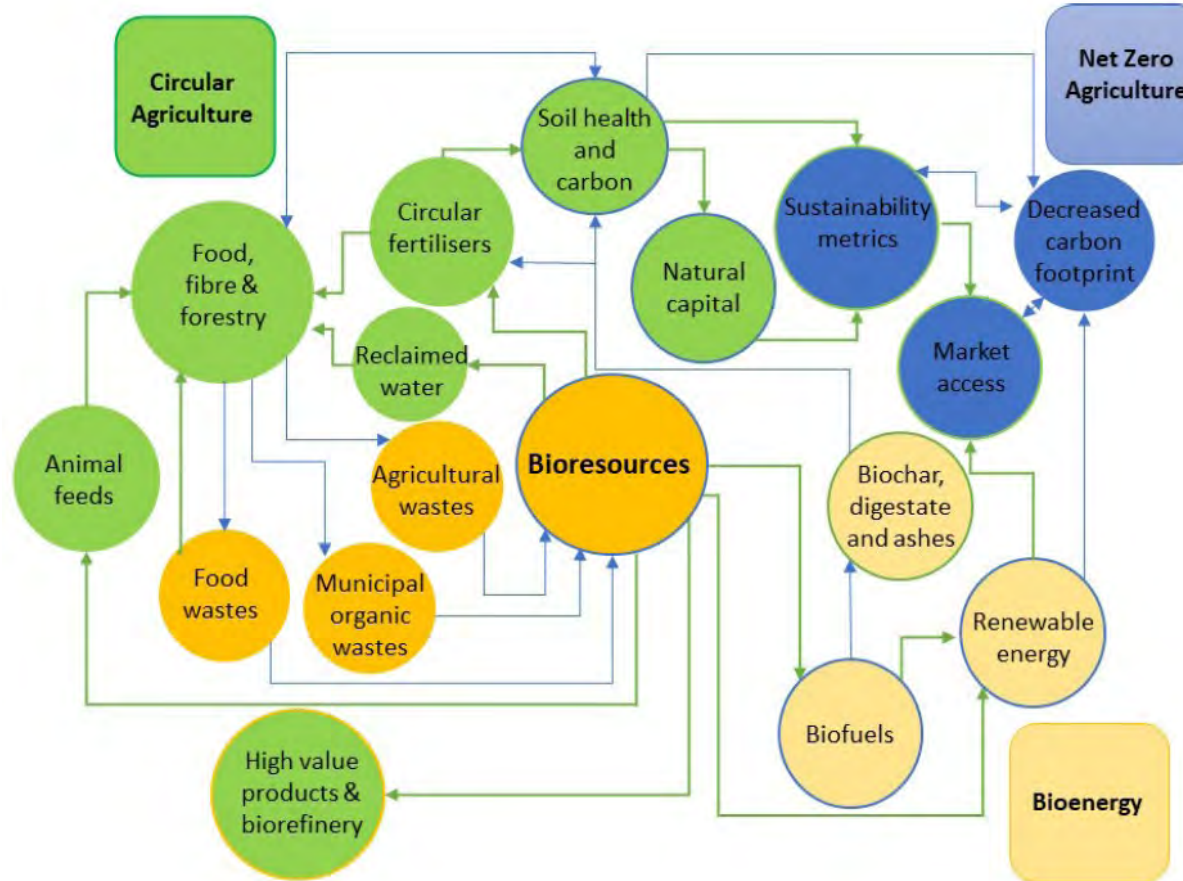 Circular
Agriculture
Net Zero
Agriculture
Soil health
and
carbon
Circular
fertilisers
Sustainability
metrics
Decreased
carbon
footprint
Food,
fibre &
forestry
Natural
capital
Reclaimed
water
Market
access
Animal
feeds
Agricultural
wastes
Bioresources
Biochar,
digestate
and ashes
Food
wastes
Municipal
organic
wastes
Renewable
energy
Biofuels
High value
products &
biorefinery
Bioenergy